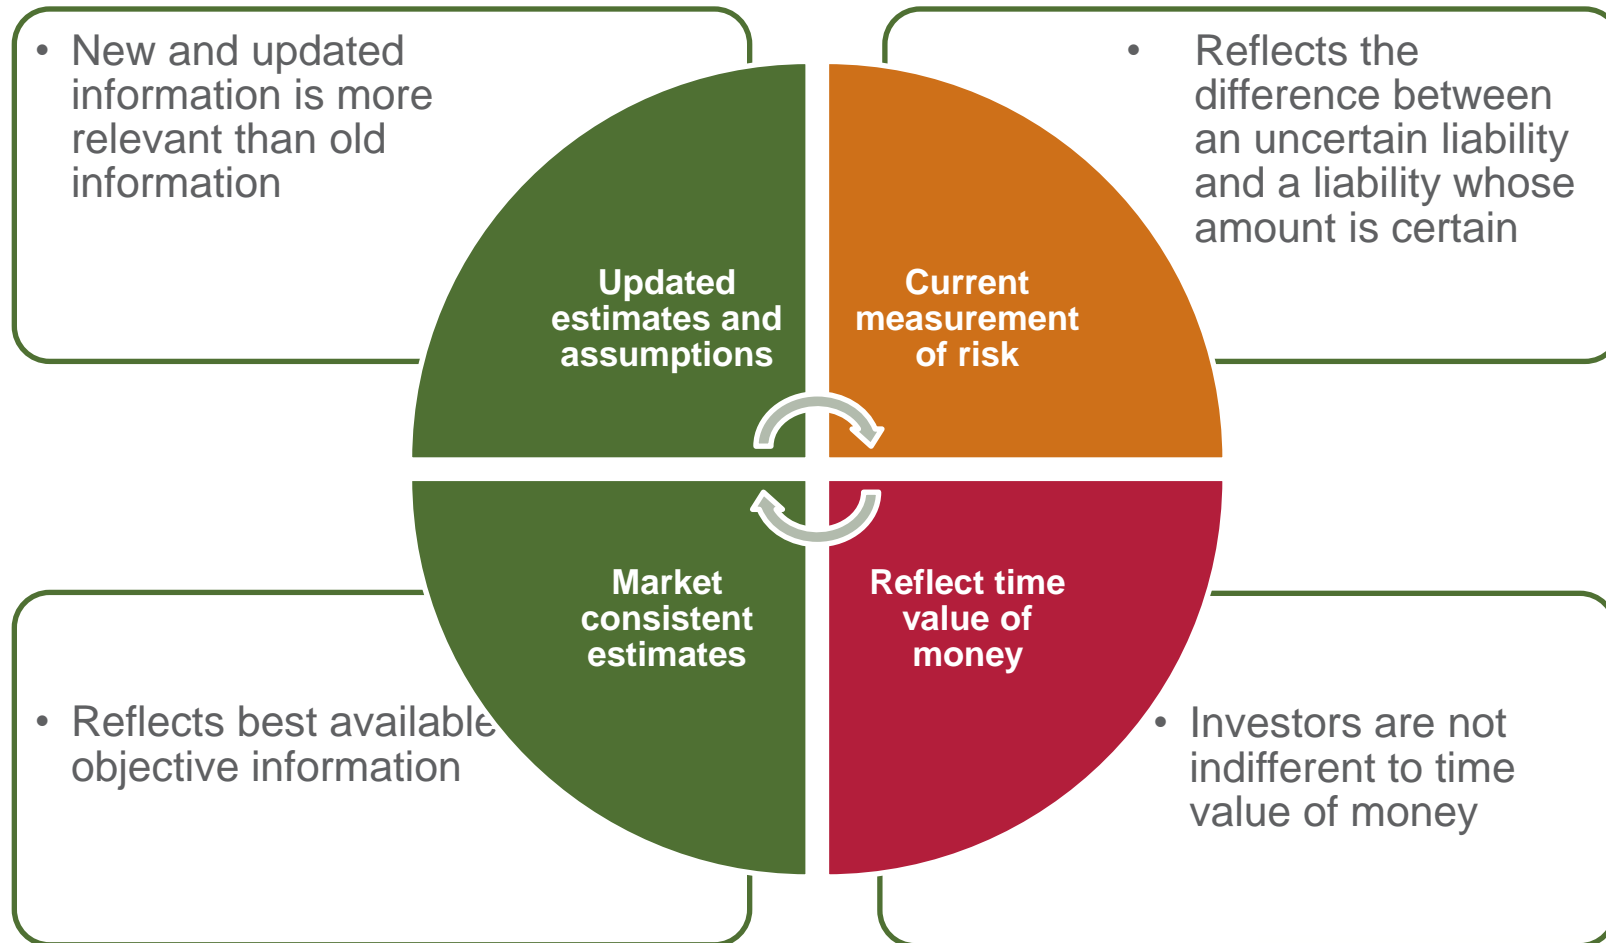 • New and updated
information is more
relevant than old
information
• Reflects the
difference between
an uncertain liability
and a liability whose
amount is certain
Updated
estimates and
assumptions
Current
measurement
of risk
Market
consistent
estimates
Reflect time
value of
money
• Reflects best available
objective information
• Investors are not
indifferent to time
value of money